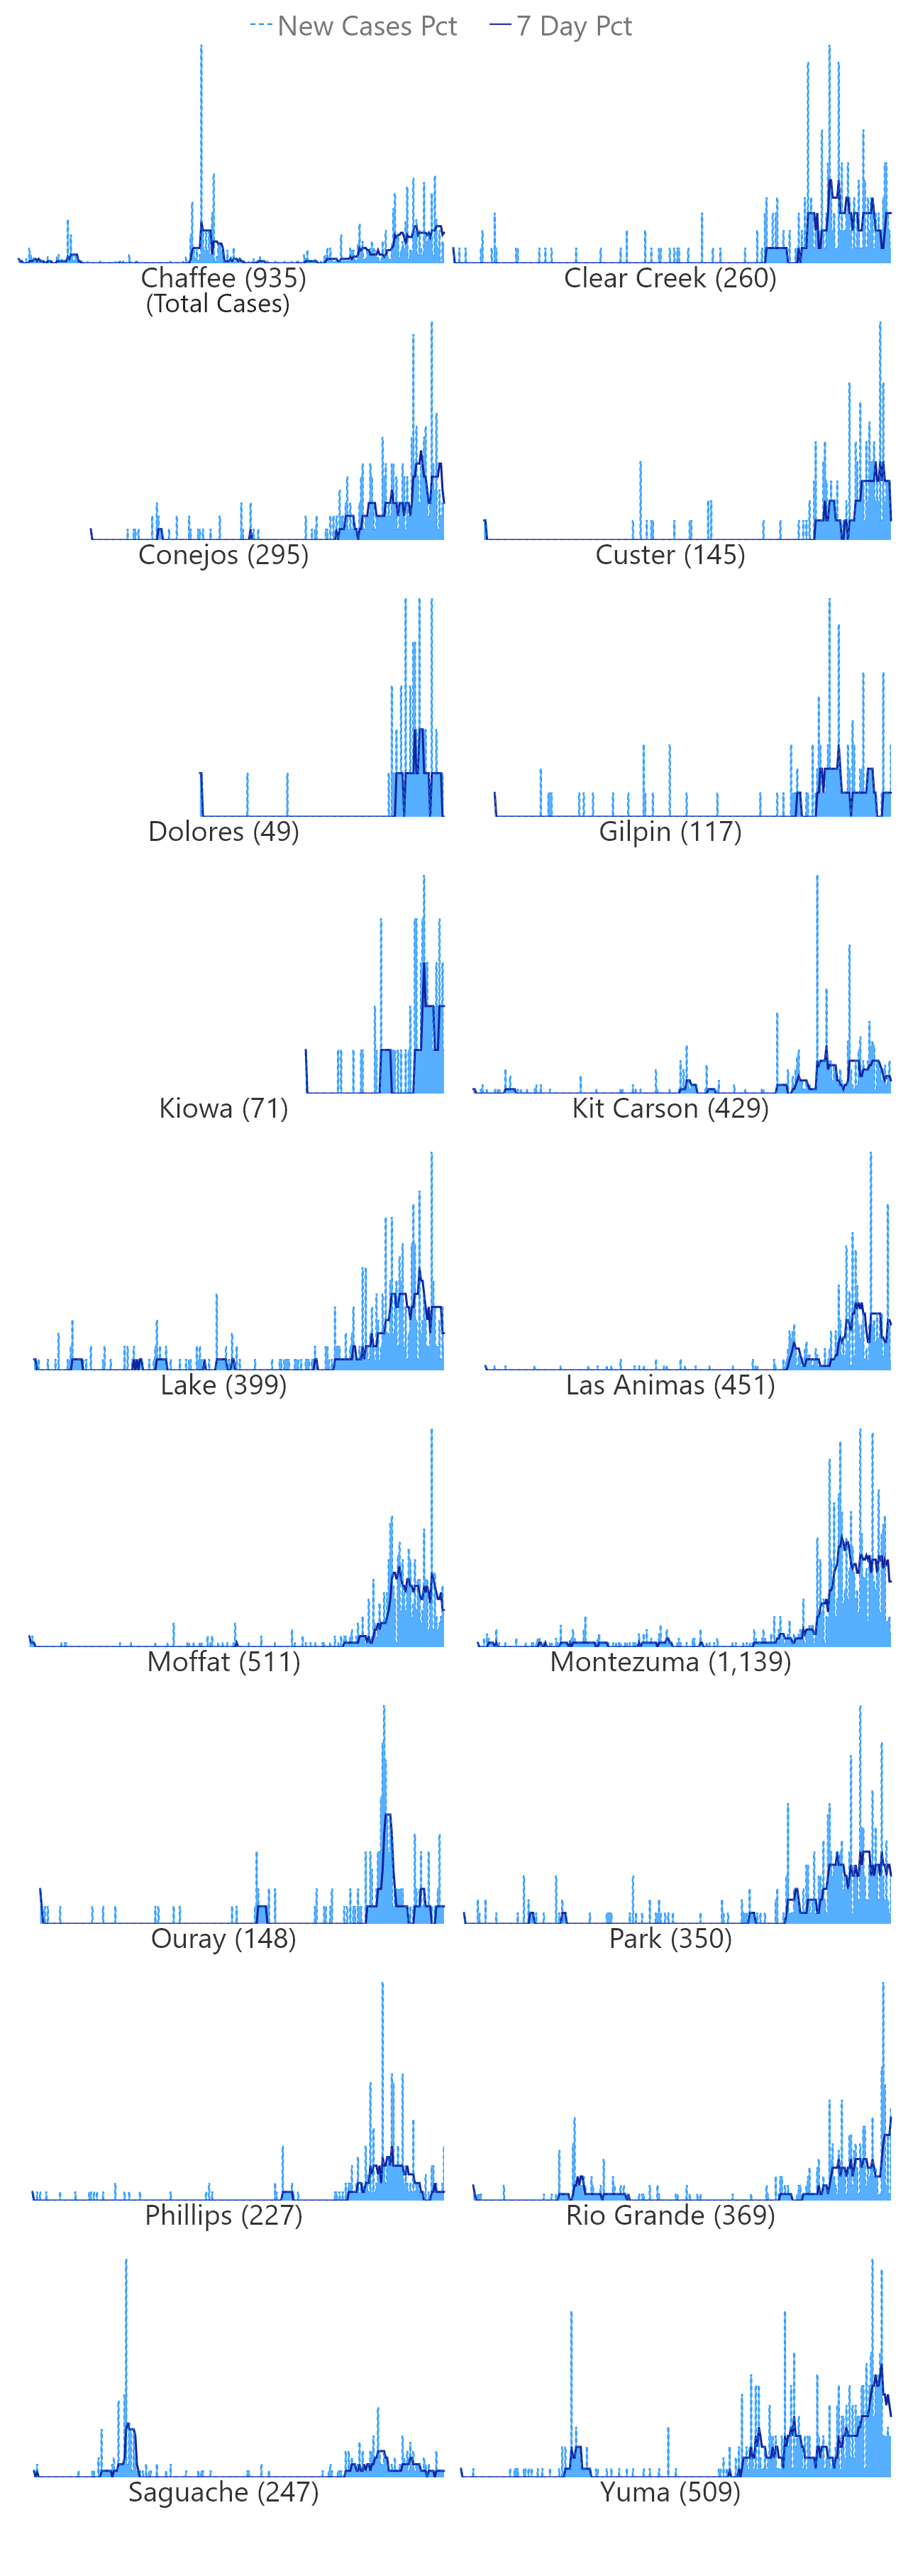 New Cases Pct 7 Day Pct
Chaffee (935) Clear Creek (260)
(Total Cases)
Conejos (295) Custer (145)
Dolores (49) Gilpin (117)
Kiowa (71) Kit Carson (429)
Lake (399) Las Animas (451)
Moffat (511) Montezuma (1,139)
Ouray (148) Park (350)
Phillips (227) Rio Grande (369)
Saguache (247) Yuma (509)